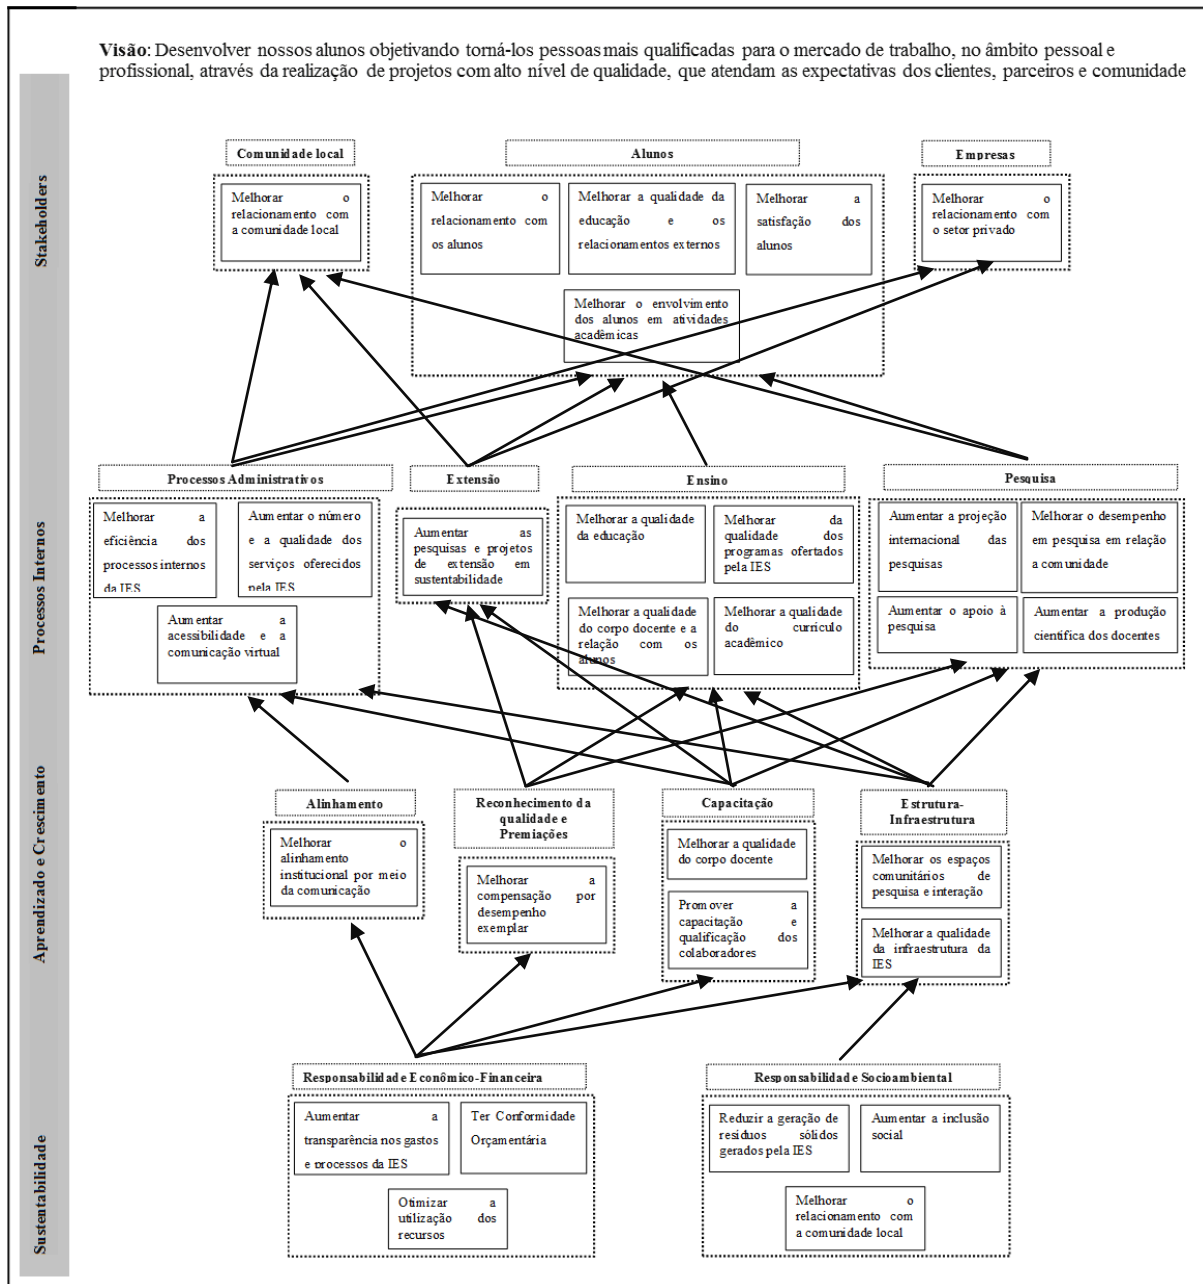 Visão: Desenvolver nossos alunos objetivando torná-los pessoas mais qualificadas para o mercado de trabalho, no âmbito pessoal e
profissional, através da realização de projetos com alto nível de qualidade, que atendam as expectativas dos clientes, parceiros e comunidade
Stakeholders
Comunidade local
Melhorar o
relacionamento com
a comunidade local
Alunos
Melhorar o
relacionamento com
os alunos
Melhorar a qualidade da
educação e os
relacionamentos externos
Melhorar a
satisfação dos
alunos
Melhorar o envolvimento
dos alunos em atividades
acadêmicas
Empresas
Melhorar o
relacionamento com
o setor privado
Processos Internos
Processos Administrativos
Melhorar a
eficiência dos
processos internos
da IES
Aumentar o número
e a qualidade dos
serviços oferecidos
pela IES
Aumentar a
acessibilidade e a
comunicação virtual
Extensão
Aumentar as
pesquisas e projetos
de extensão em
sustentabilidade
Ensino
Melhorar a qualidade
da educação
Melhorar da
qualidade dos
programas ofertados
pela IES
Melhorar a qualidade
do corpo docente e a
relação com os
alunos
Melhorar a qualidade
do currículo
acadêmico
Pesquisa
Aumentar a projeção
internacional das
pesquisas
Melhorar o desempenho
em pesquisa em relação
a comunidade
Aumentar o apoio à
pesquisa
Aumentar a produção
científica dos docentes
Aprendizado e Crescimento
Alinhamento
Melhorar o
alinhamento
institucional por meio
da comunicação
Reconhecimento da
qualidade e
Premiações
Melhorar a
compensação por
desempenho
exemplar
Capacitação
Melhorar a qualidade
do corpo docente
Promover a
capacitação e
qualificação dos
colaboradores
Estrutura-
Infraestrutura
Melhorar os espaços
comunitários de
pesquisa e interação
Melhorar a qualidade
da infraestrutura da
IES
Sustentabilidade
Responsabilidade Econômico-Financeira
Aumentar a
transparência nos gastos
e processos da IES
Ter Conformidade
Orçamentária
Otimizar a
utilização dos
recursos
Responsabilidade Socioambiental
Reduzir a geração de
resíduos sólidos
gerados pela IES
Aumentar a inclusão
social
Melhorar o
relacionamento com
a comunidade local